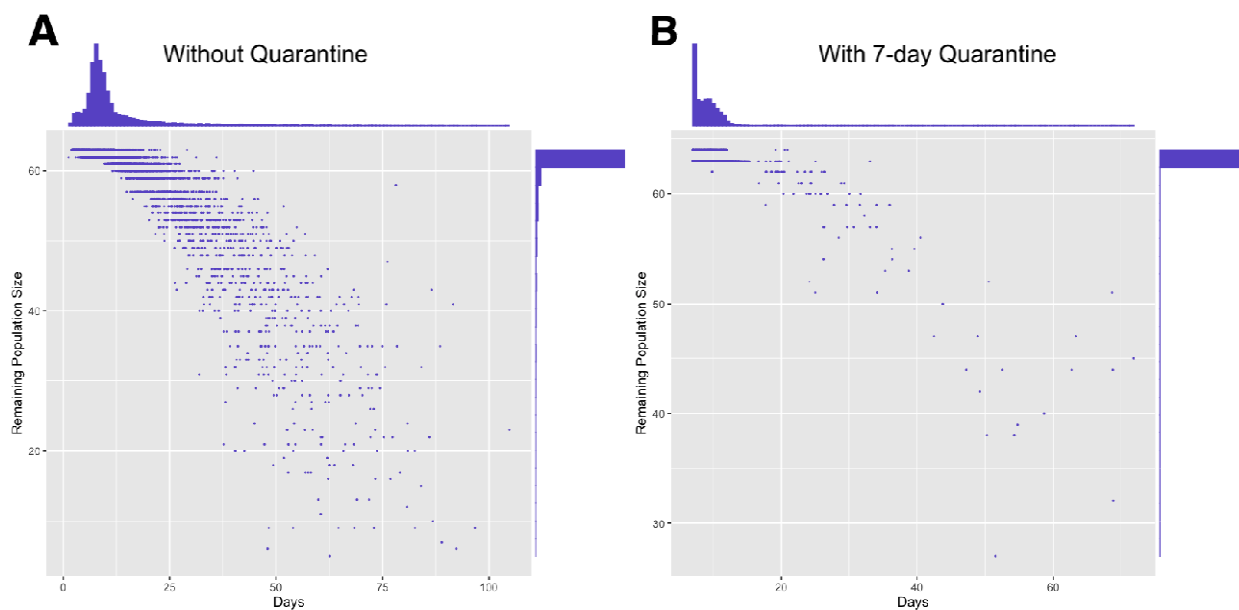 A
Without Quarantine
Remaining Population Size
60
40
20
0
25
50
75
100
Days
B
With 7-day Quarantine
Remaining Population Size
60
50
40
30
20
40
60
Days